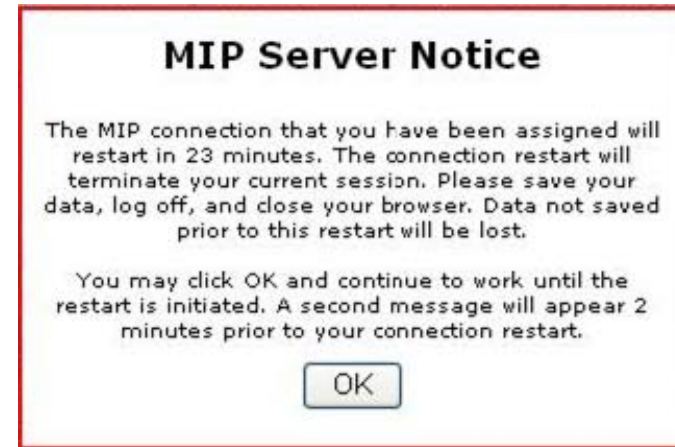 MIP Server Notice
The MIP connection that you have been assigned will
restart in 23 minutes. The connection restart will
terminate your current session. Please save your
data, log off, and close your browser. Data not saved
prior to this restart will be lost.
You may click OK and continue to work until the
restart is initiated. A second message will appear 2
minutes prior to your connection restart.
OK